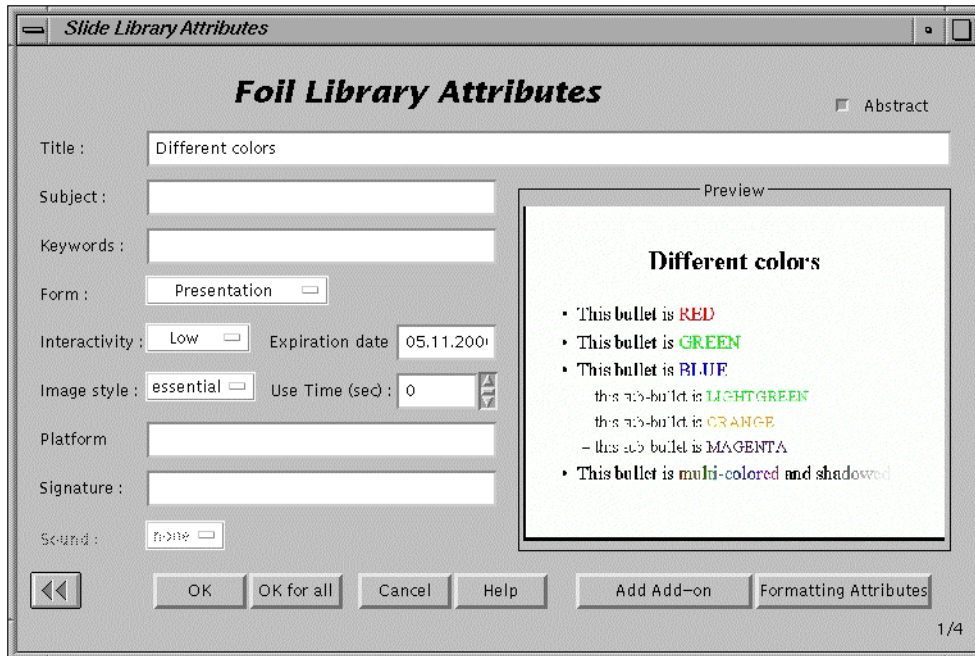 Slide Library Attributes
Foil Library Attributes
Abstract
Title :
Different colors
Subject :
Preview
Keywords :
Different colors
Form :
Presentation
• This bullet is RED
Interactivity :
Low
Expiration date
05.11.200
• This bullet is GREEN
• This bullet is BLUE
Image style :
essential
Use Time (sec) :
0
this sub-bullet is LIGHTGREEN
this sub-bullet is ORANGE
Platform
– this sub bullet is MAGENTA
• This bullet is multi-colored and shadowed
Signature :
Sound :
none
OK
OK for all
Cancel
Help
Add Add-on
Formatting Attributes
1/4